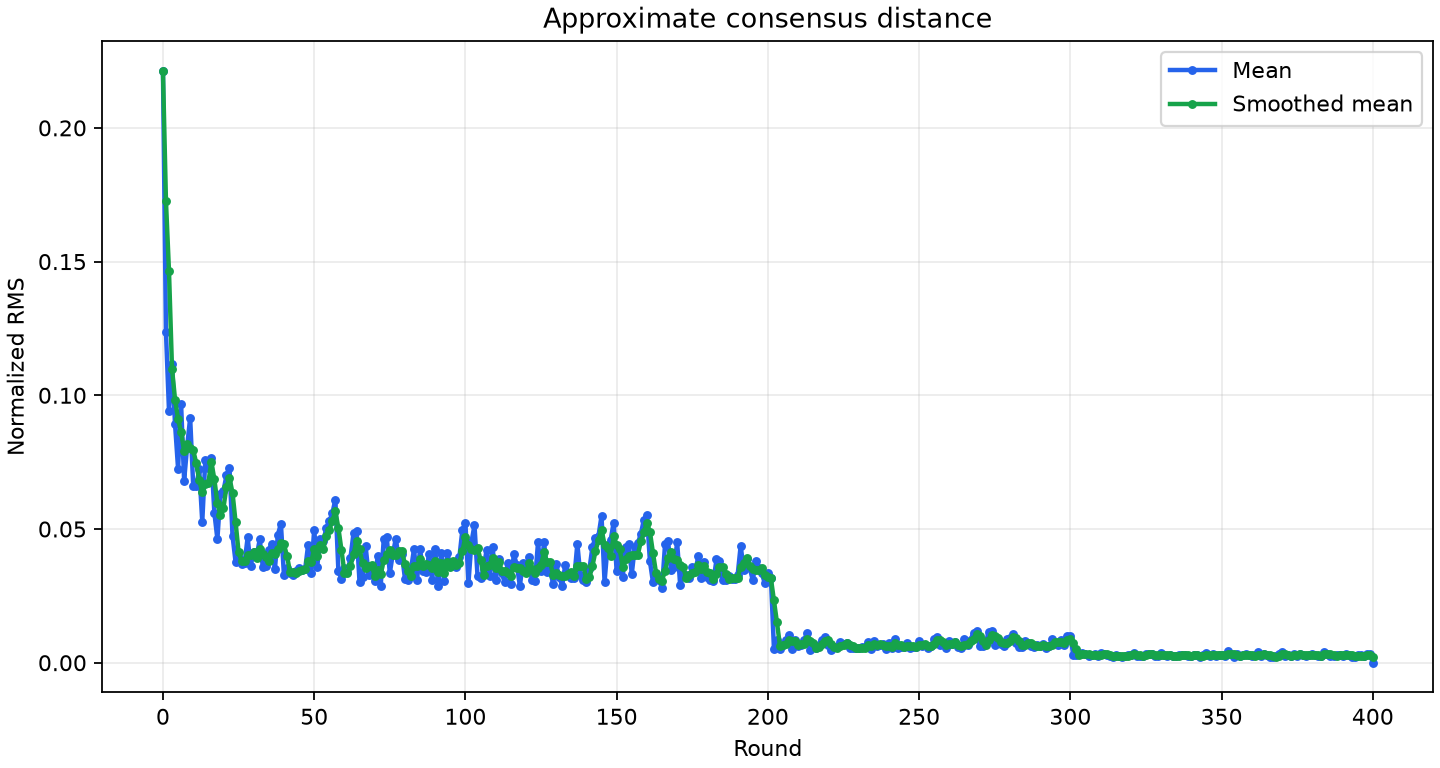 Approximate consensus distance
Mean
Smoothed mean
Normalized RMS
0.20
0.15
0.10
0.05
0.00
0 50 100 150 200 250 300 350 400
Round